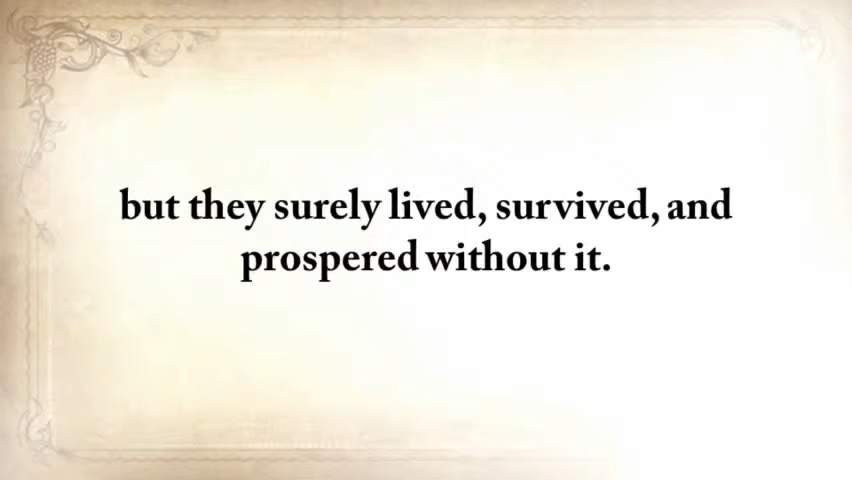 but they surely lived, survived, and
prospered without it.